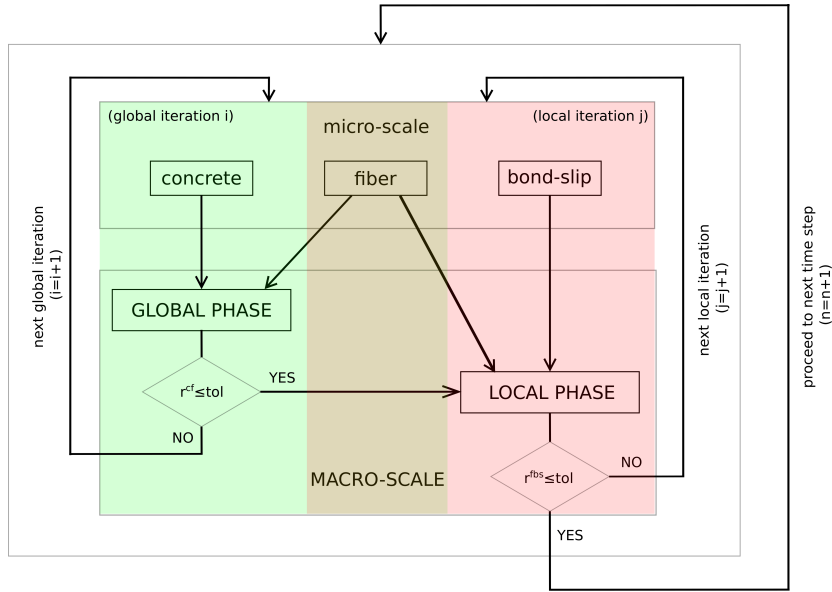 (global iteration i)
(local iteration j)
micro-scale
concrete
fiber
bond-slip
GLOBAL PHASE
r^cf≤tol
YES
NO
LOCAL PHASE
r^fbs≤tol
NO
YES
MACRO-SCALE
next global iteration
(i=i+1)
next local iteration
(j=j+1)
proceed to next time step
(n=n+1)